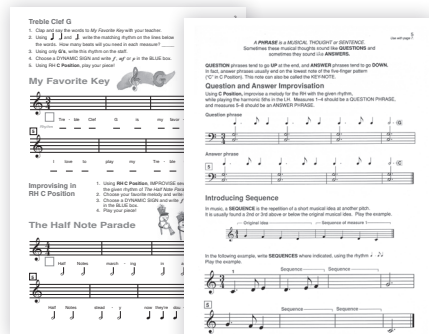 Treble Clef G
1. Clap and say the words to My Favorite Key with your teacher.
2. Using ♩ and ♩ write the matching rhythm on the lines below
the words. How many beats will you need in each measure?
3. Using only G's, write this rhythm on the staff.
4. Choose a DYNAMIC SIGN and write f, mf or p in the BLUE box.
5. Using RH C Position, play your piece!
My Favorite Key
Tre - ble Clef G is my favor -
Rhythm
5
I love to play my Tre - ble
Improvising in
RH C Position
1. Using RH C Position, IMPROVISE
the given rhythm of The Half Note
2. Choose your favorite melody and write
3. Choose a DYNAMIC SIGN and write f
in the BLUE box.
4. Play your piece!
The Half Note Parade
Half Notes march - ing in a
5
Half Notes stead - y now they're
5
Use with page
A PHRASE is a MUSICAL THOUGHT or SENTENCE.
Sometimes these musical thoughts sound like QUESTIONS and
sometimes they sound like ANSWERS.
QUESTION phrases tend to go UP at the end, and ANSWER phrases tend to go DOWN.
In fact, answer phrases usually end on the lowest note of the five-finger pattern
("C" in C Position). This note can also be called the KEY-NOTE.
Question and Answer Improvisation
Using C Position, improvise a melody for the RH with the given rhythm,
while playing the harmonic 5ths in the LH. Measures 1-4 should be a QUESTION PHRASE,
and measures 5-8 should be an ANSWER PHRASE.
Question phrase
(G)
Answer phrase
(C)
5
Introducing Sequence
In music, a SEQUENCE is the repetition of a short musical idea at another pitch.
It is usually found a 2nd or 3rd above or below the original musical idea. Play the example.
Original idea
Sequence of measure 1
1
In the following example, write SEQUENCES where indicated, using the rhythm
Play the example.
1
Sequence
Sequence
5
Sequence
Sequence